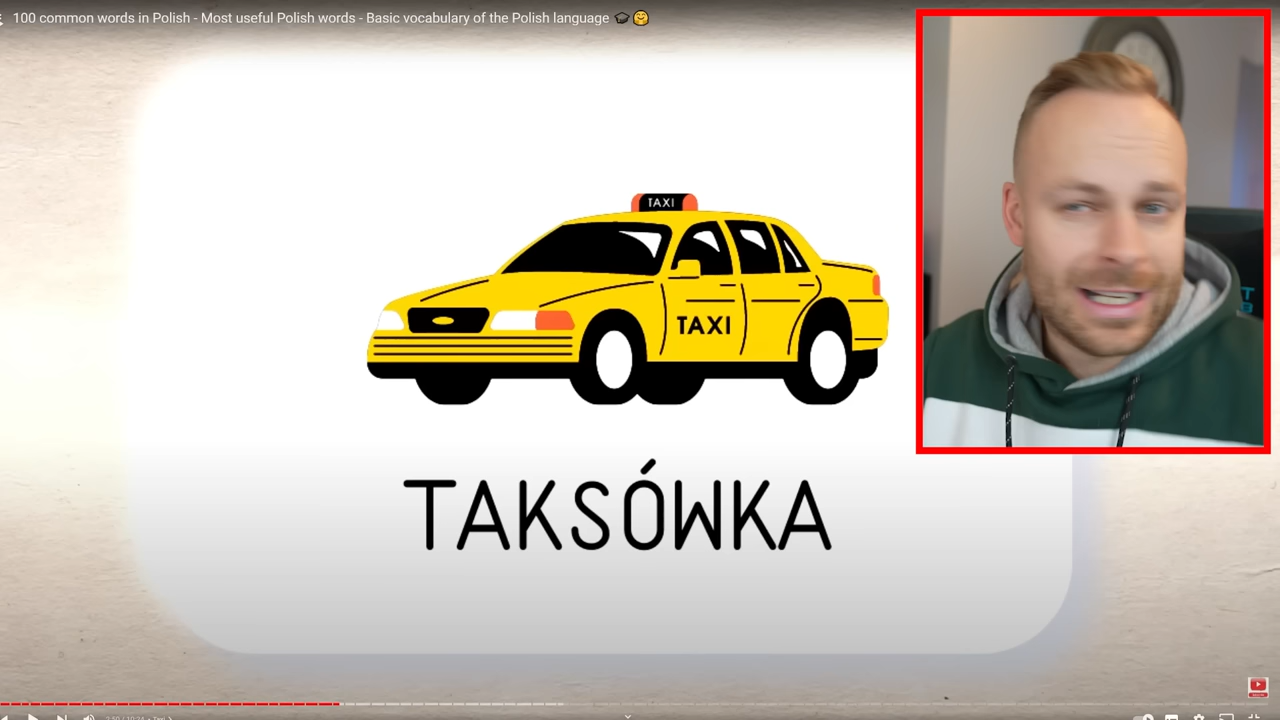 100 common words in Polish - Most useful Polish words - Basic vocabulary of the Polish language 🎓🤗
TAXI
TAXI
TAKSÓWKA